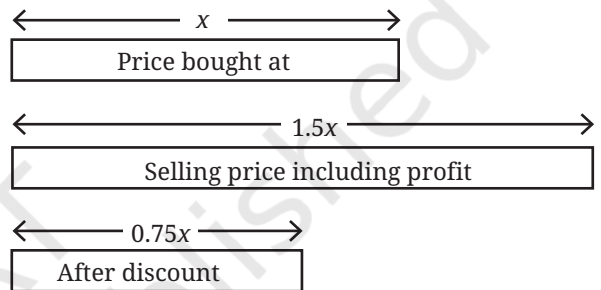 x
Price bought at
1.5x
Selling price including profit
0.75x
After discount